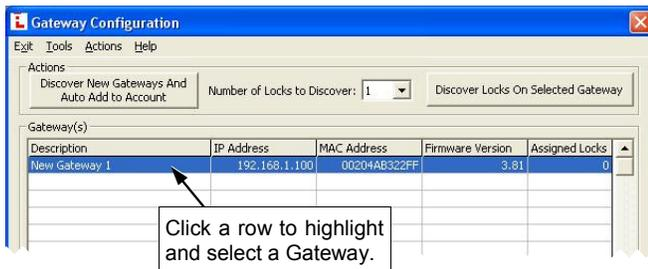 Gateway Configuration
Exit Tools Actions Help
Actions
Discover New Gateways And
Auto Add to Account
Number of Locks to Discover: 1
Discover Locks On Selected Gateway
Gateway(s)
Description IP Address MAC Address Firmware Version Assigned Locks
New Gateway 1 192.168.1.100 00204AB322FF 3.81 0
Click a row to highlight
and select a Gateway.